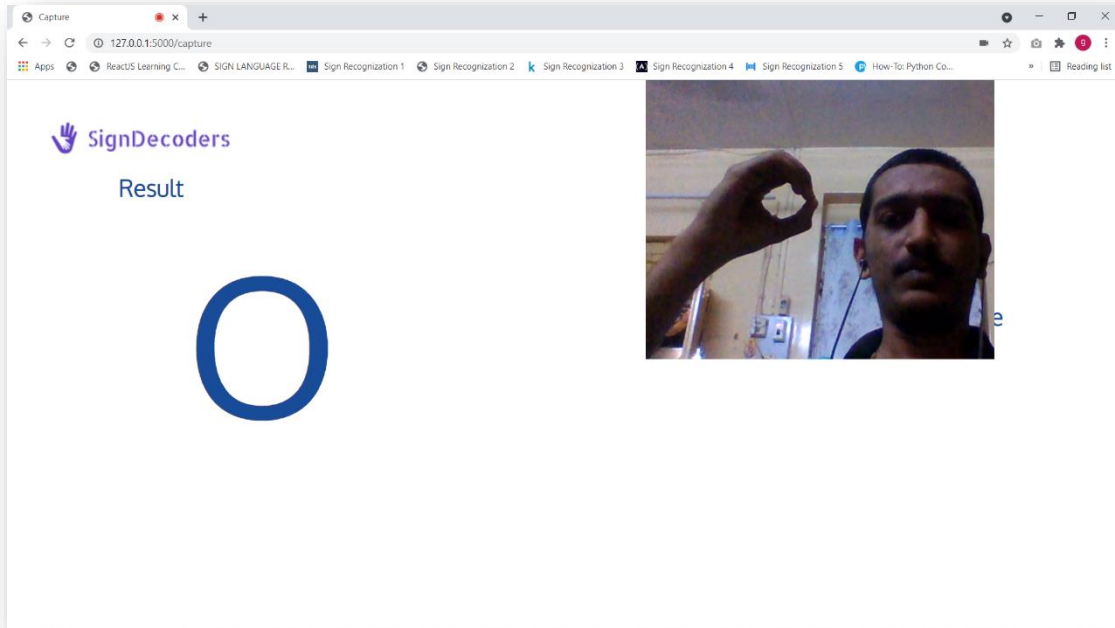 Capture
127.0.0.1:5000/capture
Apps ReactJS Learning C... SIGN LANGUAGE R... Sign Recognization 1 Sign Recognization 2 Sign Recognization 3 Sign Recognization 4 Sign Recognization 5 How-To: Python Co... » Reading list
SignDecoders
Result
O
e